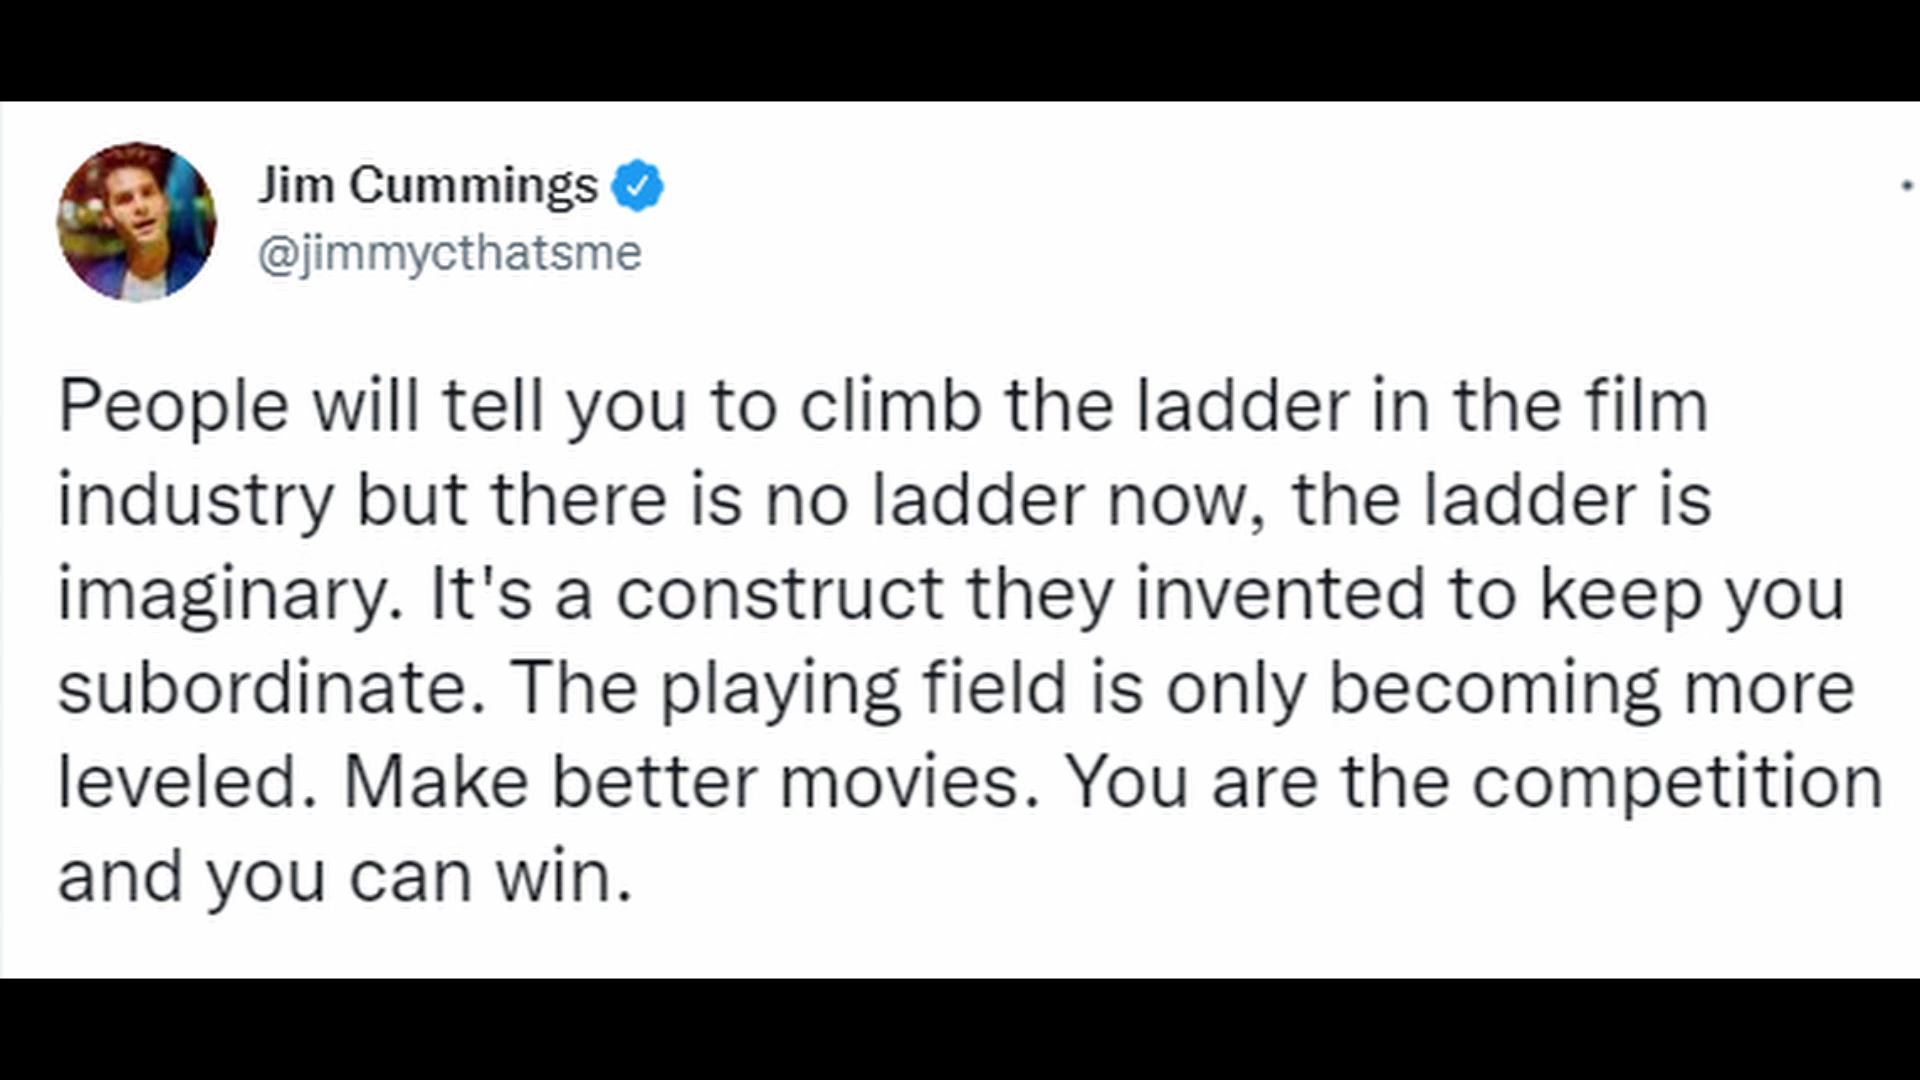 Jim Cummings
@jimmycthatsme
People will tell you to climb the ladder in the film
industry but there is no ladder now, the ladder is
imaginary. It's a construct they invented to keep you
subordinate. The playing field is only becoming more
leveled. Make better movies. You are the competition
and you can win.